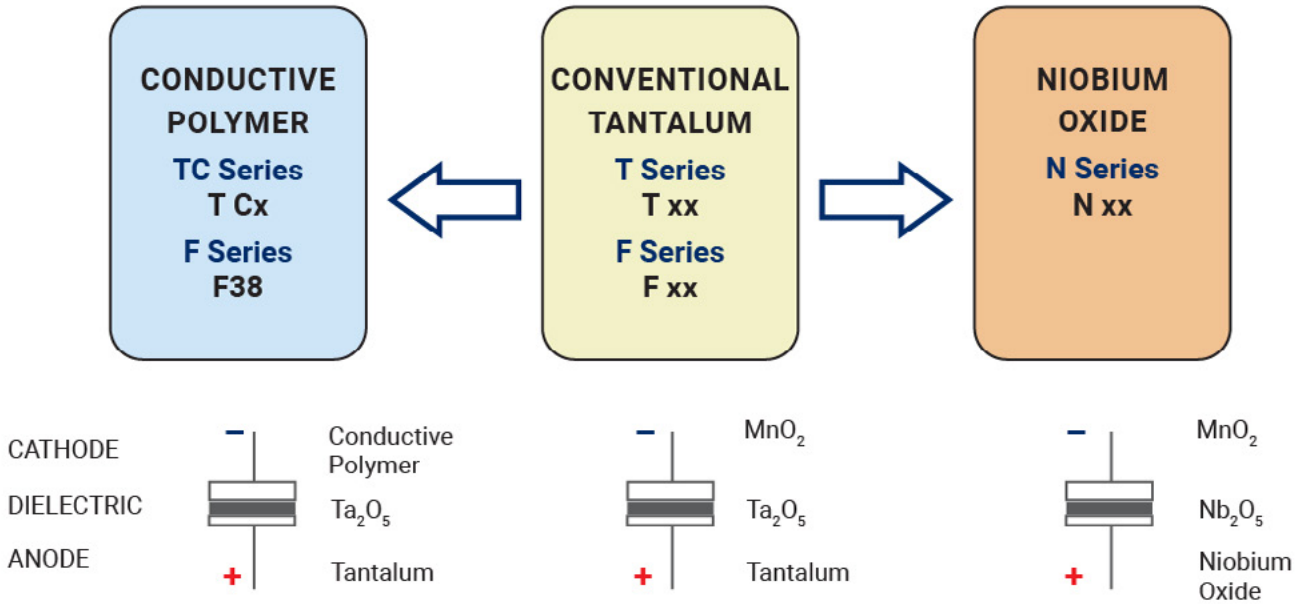 CONDUCTIVE
POLYMER
TC Series
T Cx
F Series
F38
CONVENTIONAL
TANTALUM
T Series
T xx
F Series
F xx
NIOBIUM
OXIDE
N Series
N xx
CATHODE
DIELECTRIC
ANODE
−
Conductive
Polymer
Ta₂O₅
+
Tantalum
−
MnO₂
Ta₂O₅
+
Tantalum
−
MnO₂
Nb₂O₅
+
Niobium
Oxide